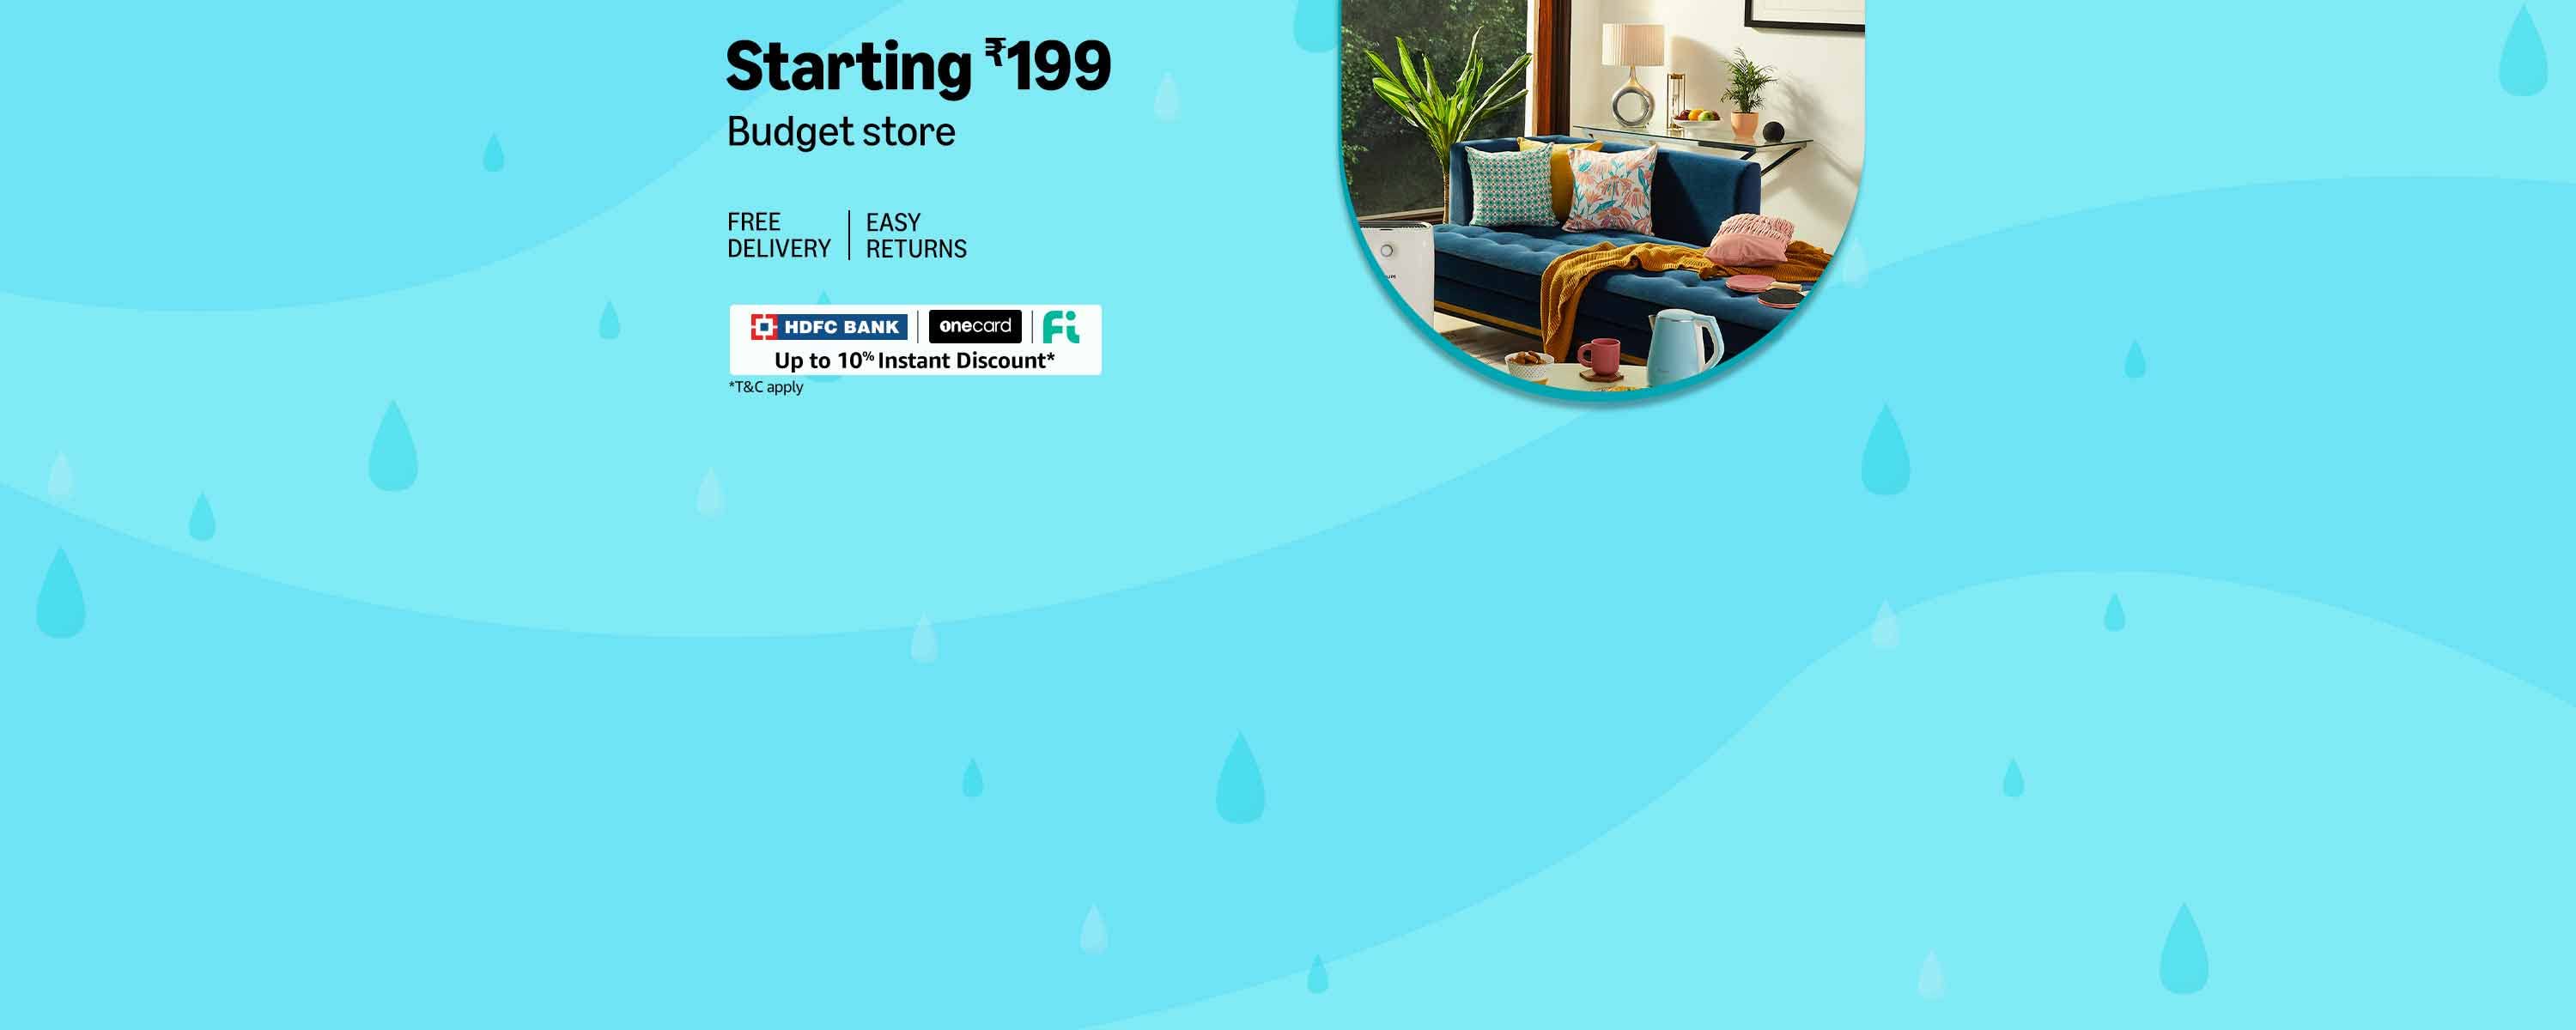 Starting ₹199
Budget store
FREE DELIVERY
EASY RETURNS
HDFC BANK
onecard
Fi
Up to 10% Instant Discount*
*T&C apply